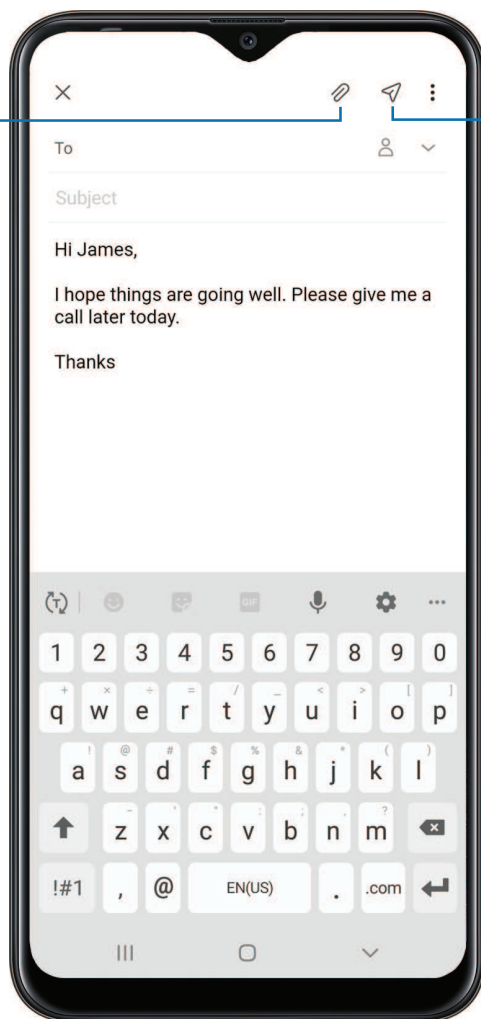 To
Subject
Hi James,
I hope things are going well. Please give me a
call later today.
Thanks
GIF
1 2 3 4 5 6 7 8 9 0
+ × ÷ = / _ < > [ ]
q w e r t y u i o p
! @ # $ % & * ( )
a s d f g h j k l
- ' " : ; , ?
z x c v b n m
!#1 , @ EN(US) . .com